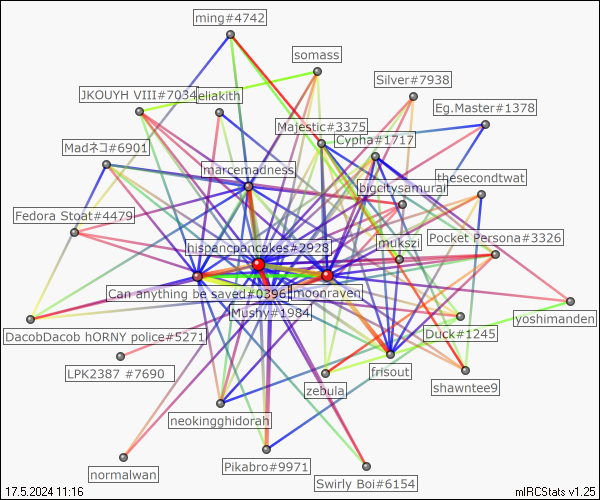 ming#4742
somass
Silver#7938
JKOUYH VIII#7034
eliakith
Eg.Master#1378
Majestic#3375
Cypha#1717
Madネコ#6901
marcemadness
thesecondtwat
bigcitysamurai
Fedora Stoat#4479
hispancpancakes#2928
mukszi
Pocket Persona#3326
Can anything be saved#0396
moonraven
Mushy#1984
yoshimanden
DacobDacob hORNY police#5271
Duck#1245
LPK2387 #7690
frisout
zebula
shawntee9
neokingghidorah
normalwan
Pikabro#9971
Swirly Boi#6154
17.5.2024 11:16
mIRCStats v1.25